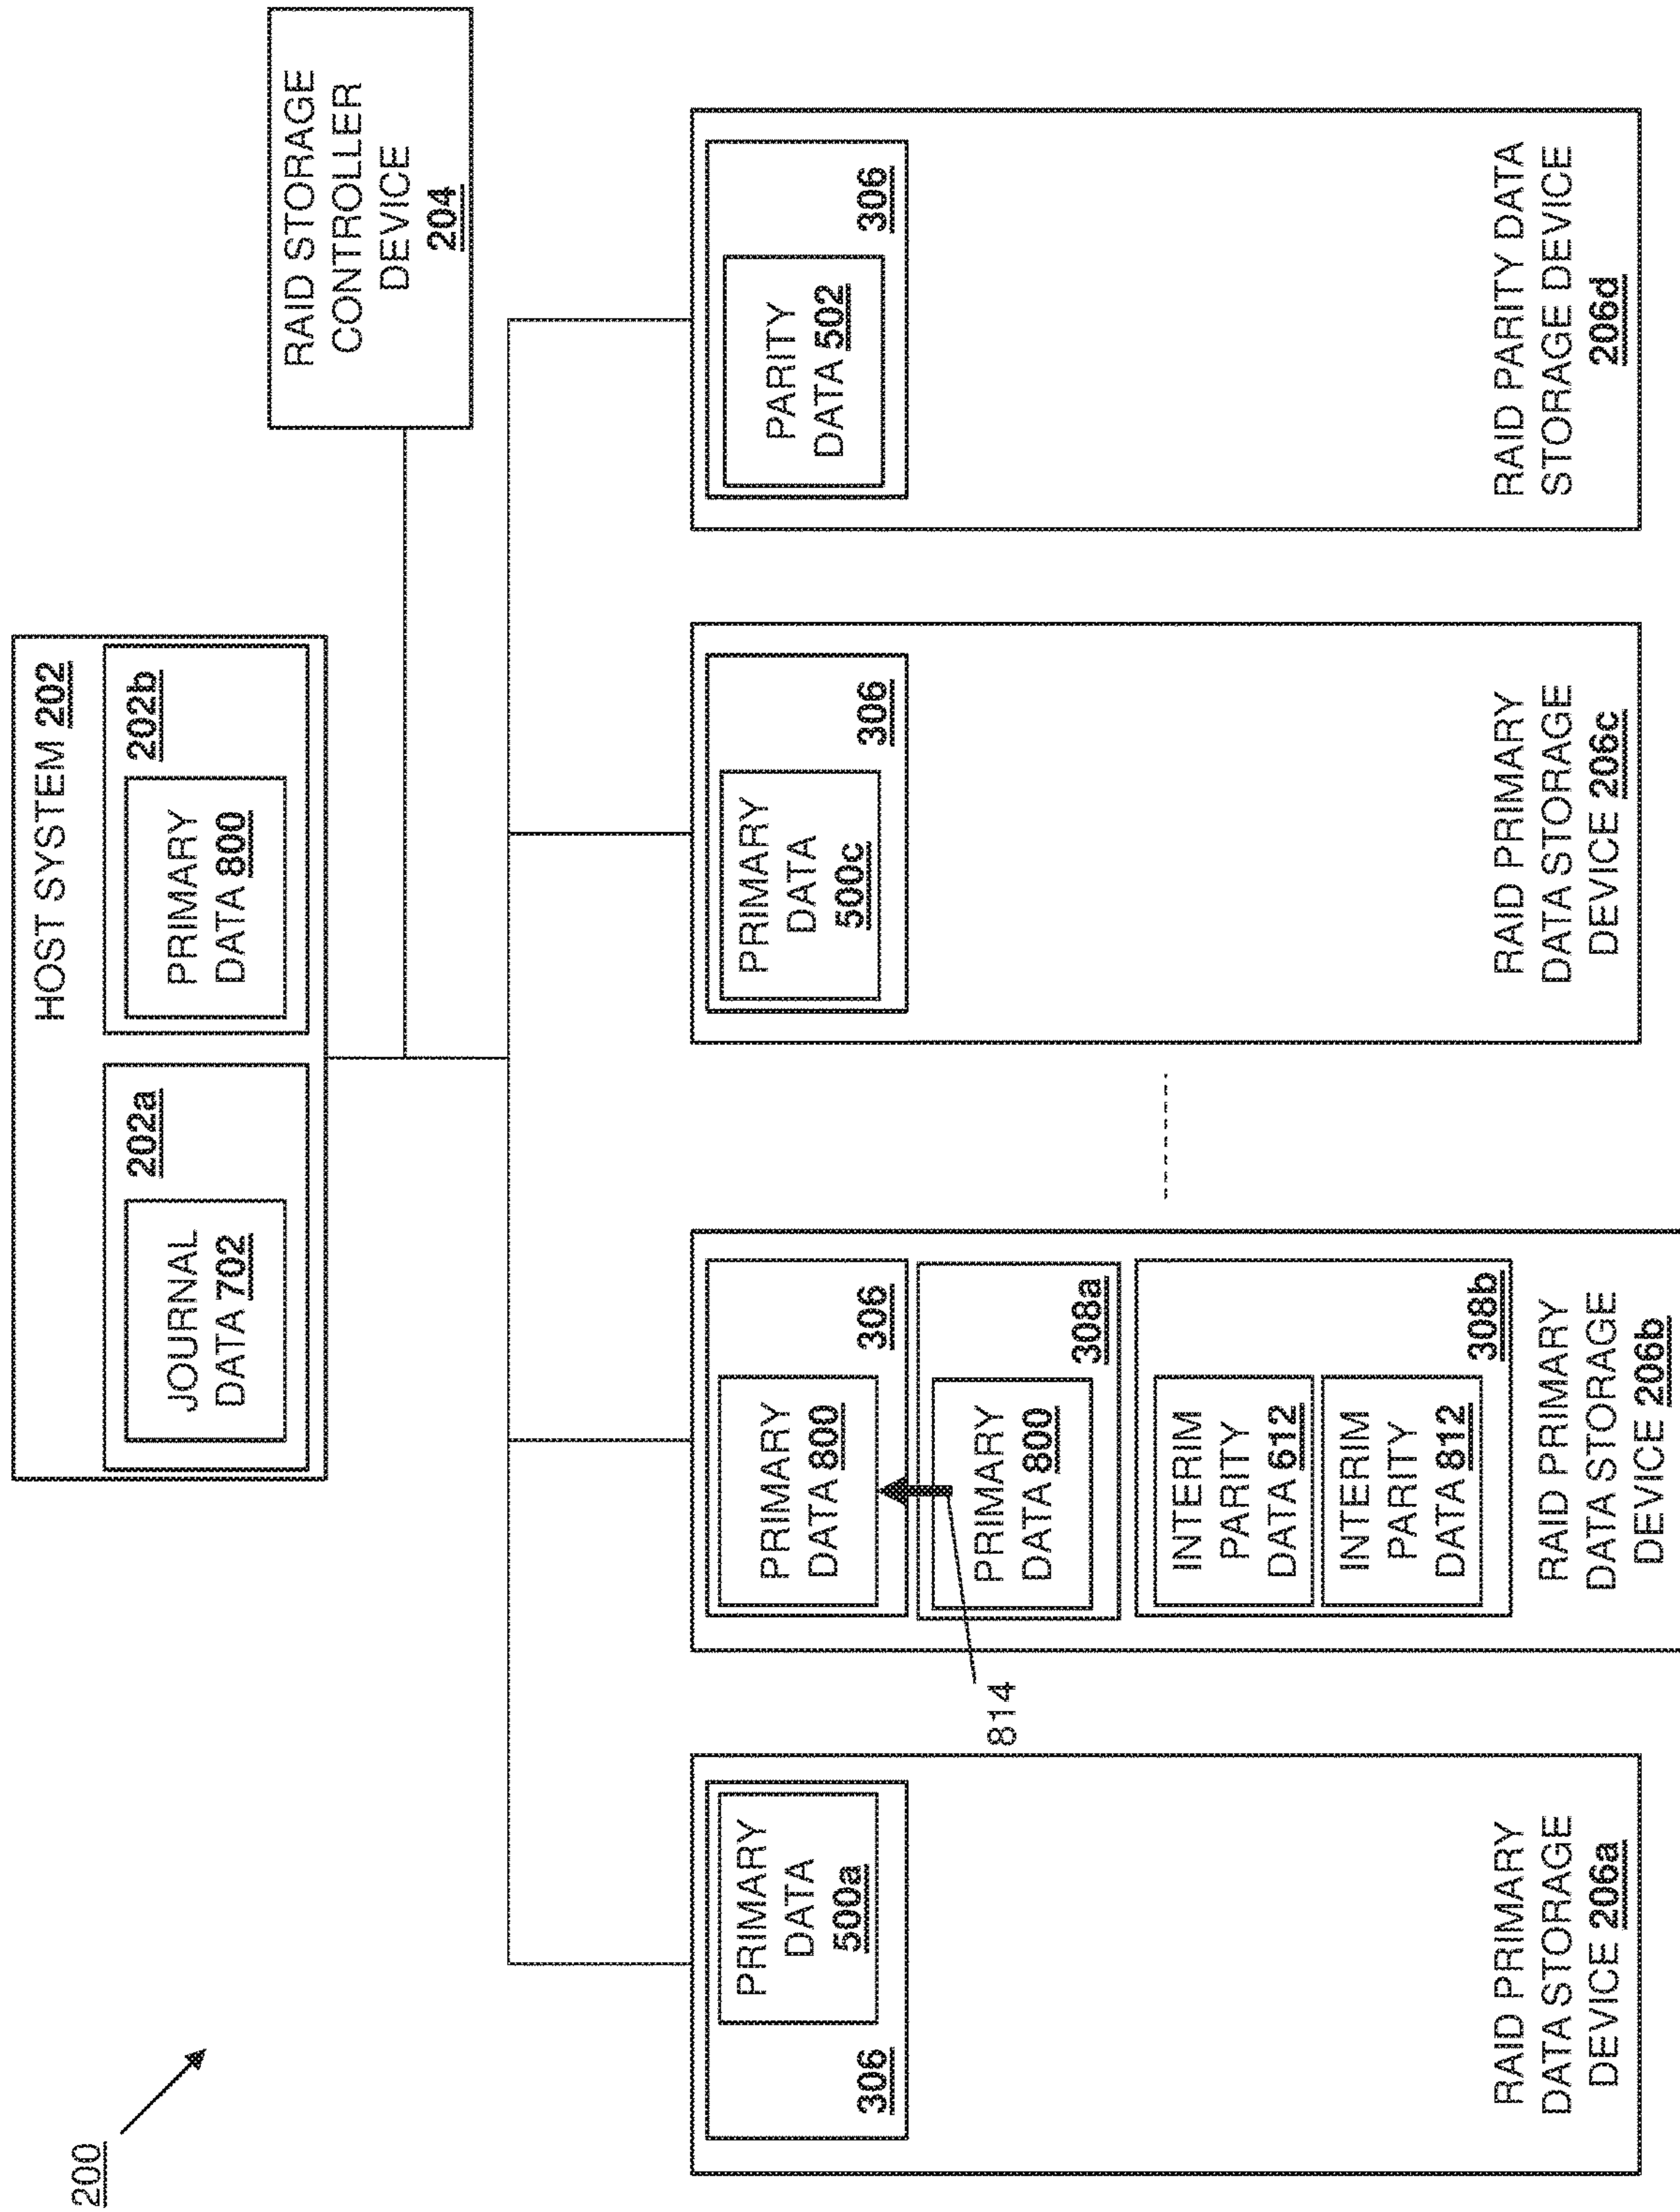 200
HOST SYSTEM 202
202a
JOURNAL
DATA 702
202b
PRIMARY
DATA 800
RAID STORAGE
CONTROLLER
DEVICE
204
306
PRIMARY
DATA
500a
RAID PRIMARY
DATA STORAGE
DEVICE 206a
814
PRIMARY
DATA 800
306
PRIMARY
DATA 800
308a
INTERIM
PARITY
DATA 612
INTERIM
PARITY
DATA 812
308b
RAID PRIMARY
DATA STORAGE
DEVICE 206b
PRIMARY
DATA
500c
306
RAID PRIMARY
DATA STORAGE
DEVICE 206c
PARITY
DATA 502
306
RAID PARITY DATA
STORAGE DEVICE
206d